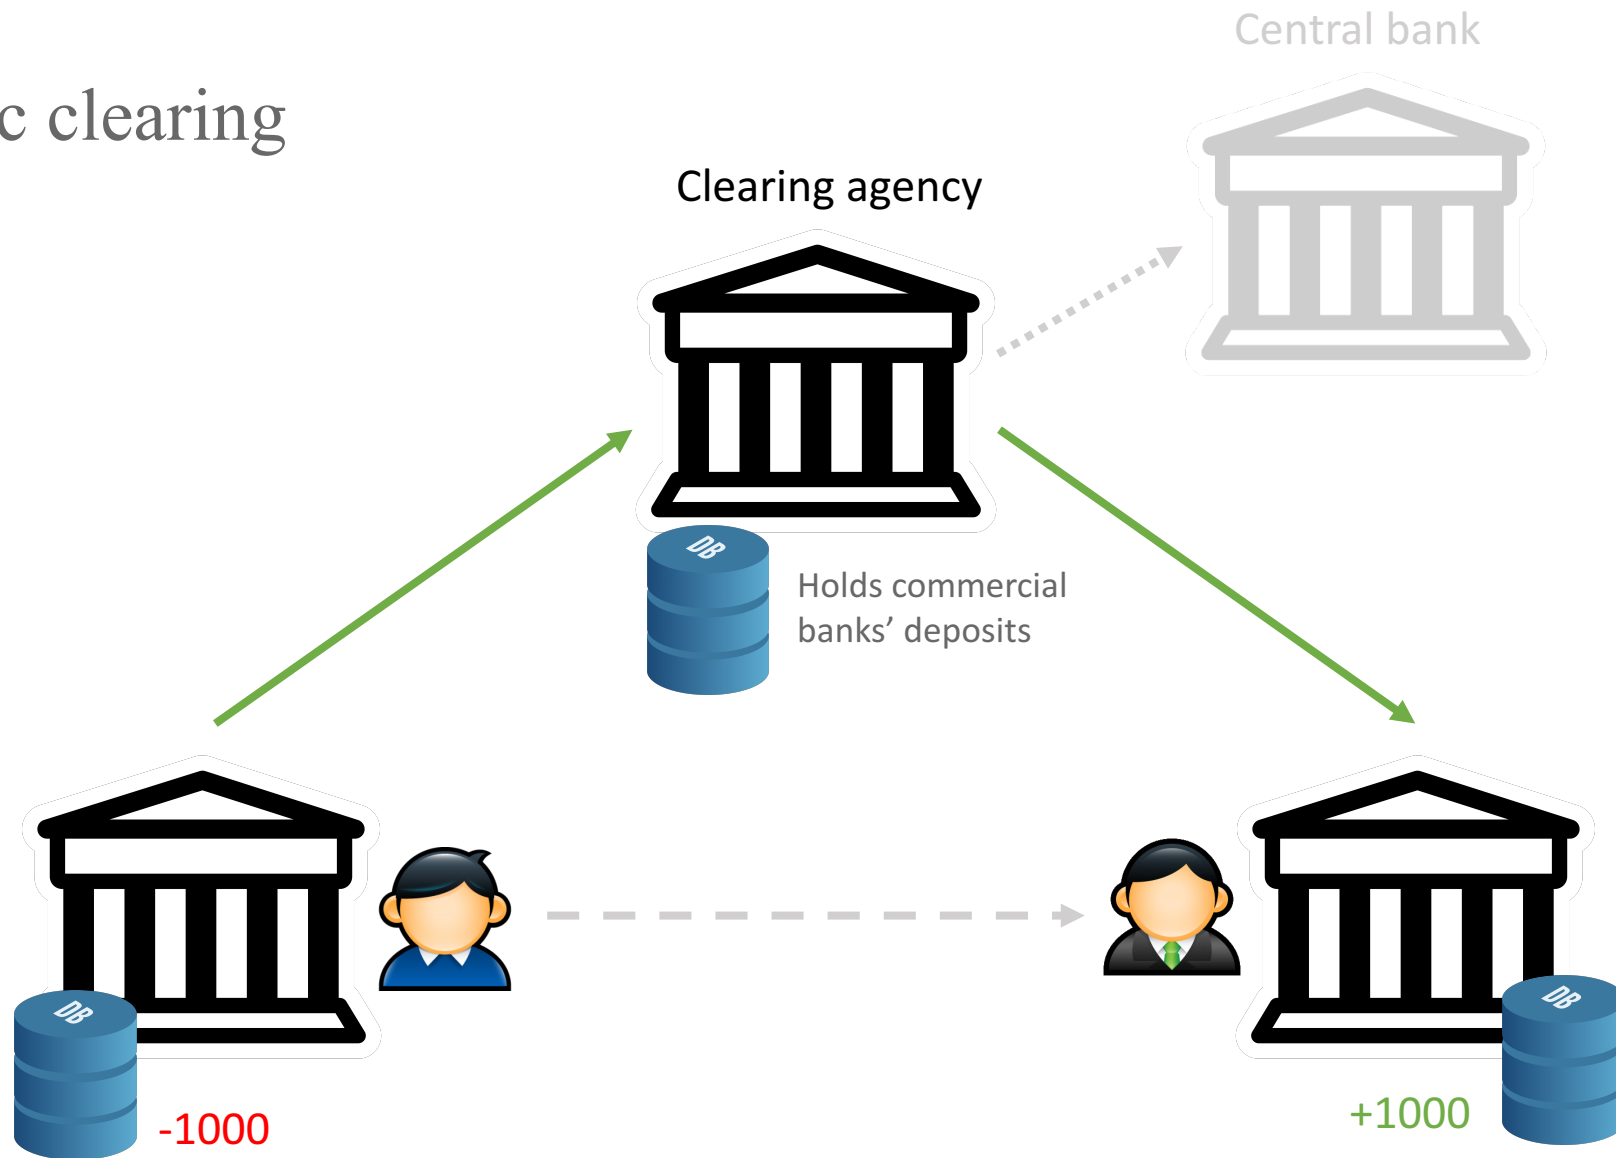 Central bank
c clearing
Clearing agency
DB
Holds commercial
banks’ deposits
DB
DB
-1000
+1000